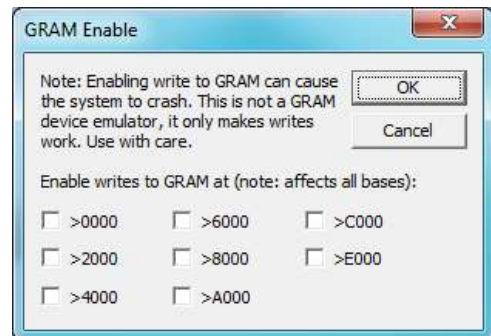 GRAM Enable
Note: Enabling write to GRAM can cause
the system to crash. This is not a GRAM
device emulator, it only makes writes
work. Use with care.
OK
Cancel
Enable writes to GRAM at (note: affects all bases):
>0000 >6000 >C000
>2000 >8000 >E000
>4000 >A000